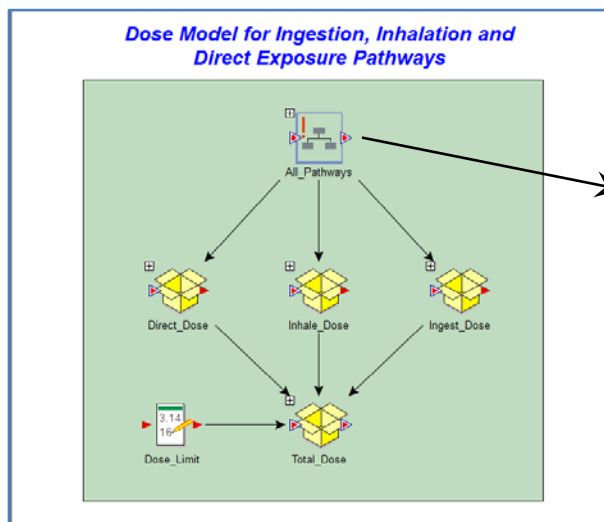 Dose Model for Ingestion, Inhalation and
Direct Exposure Pathways
All_Pathways
Direct_Dose
Inhale_Dose
Ingest_Dose
3.14
16
Dose_Limit
Total_Dose